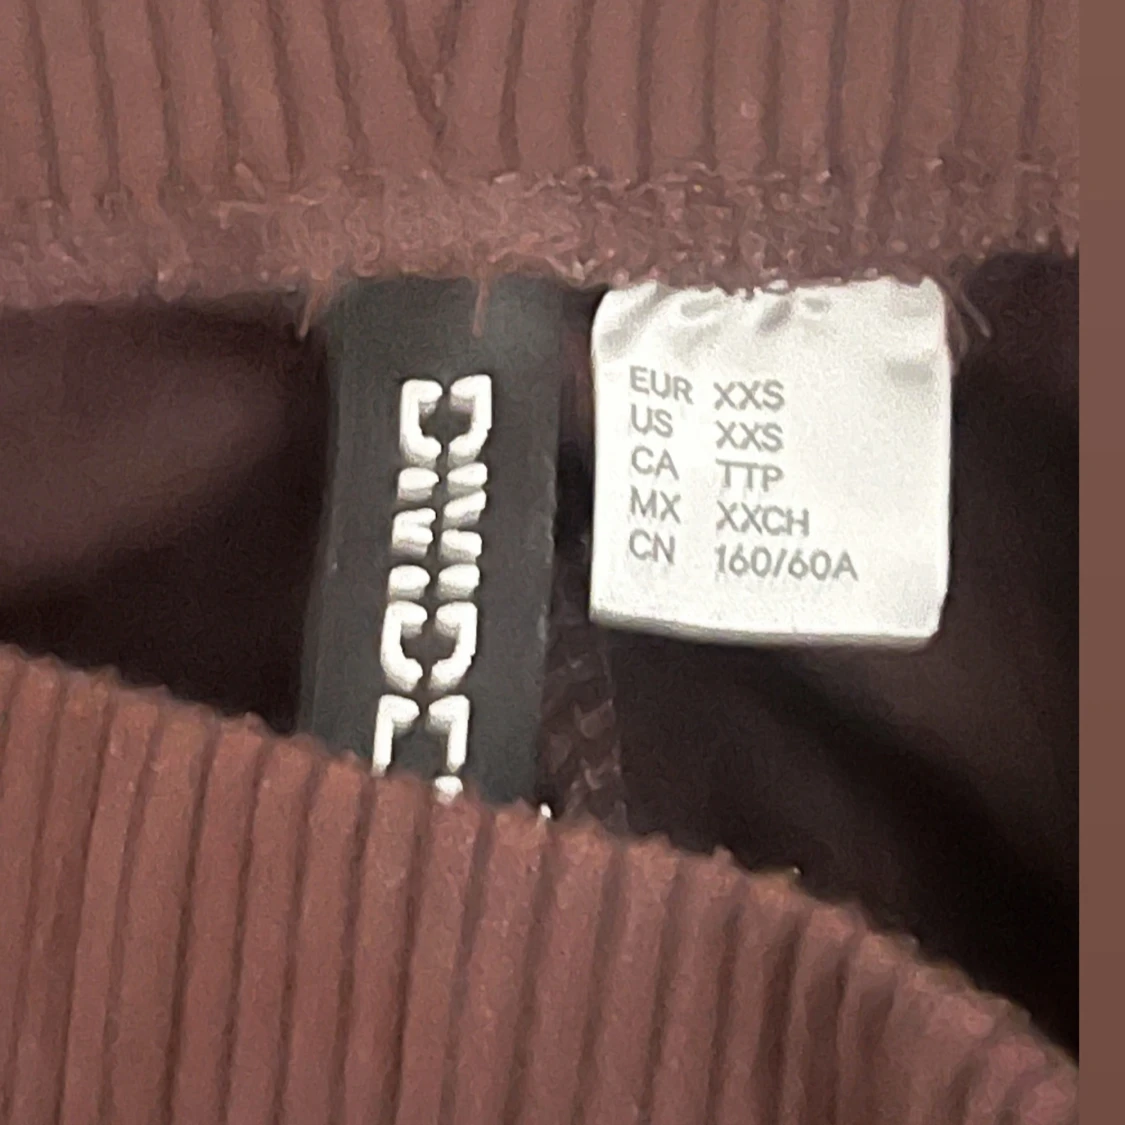 EUR XXS
US XXS
CA TTP
MX XXCH
CN 160/60A